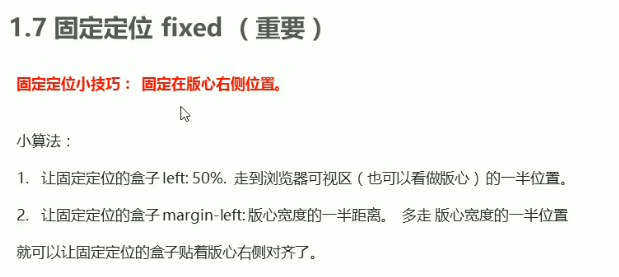 1.7 固定定位 fixed （重要）
固定定位小技巧： 固定在版心右侧位置。
小算法：
1. 让固定定位的盒子 left: 50%. 走到浏览器可视区（也可以看做版心）的一半位置。
2. 让固定定位的盒子 margin-left: 版心宽度的一半距离。 多走 版心宽度的一半位置
就可以让固定定位的盒子贴着版心右侧对齐了。